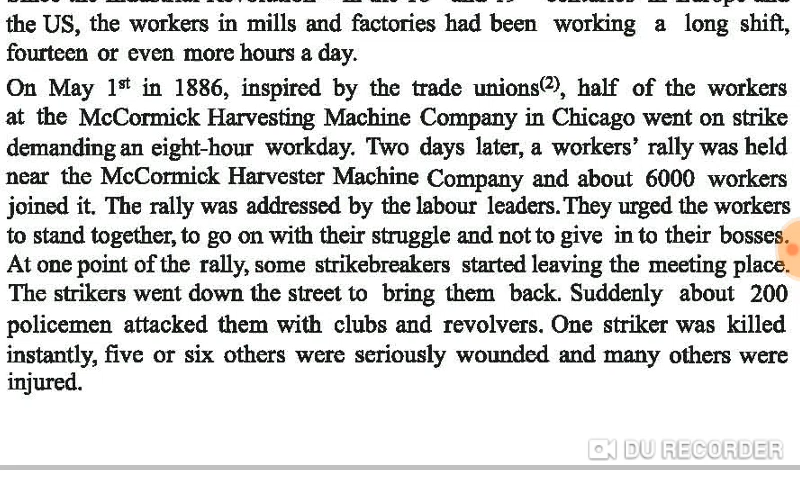 the US, the workers in mills and factories had been working a long shift,
fourteen or even more hours a day.
On May 1st in 1886, inspired by the trade unions(2), half of the workers
at the McCormick Harvesting Machine Company in Chicago went on strike
demanding an eight-hour workday. Two days later, a workers' rally was held
near the McCormick Harvester Machine Company and about 6000 workers
joined it. The rally was addressed by the labour leaders. They urged the workers
to stand together, to go on with their struggle and not to give in to their bosses.
At one point of the rally, some strikebreakers started leaving the meeting place.
The strikers went down the street to bring them back. Suddenly about 200
policemen attacked them with clubs and revolvers. One striker was killed
instantly, five or six others were seriously wounded and many others were
injured.
DU RECORDER